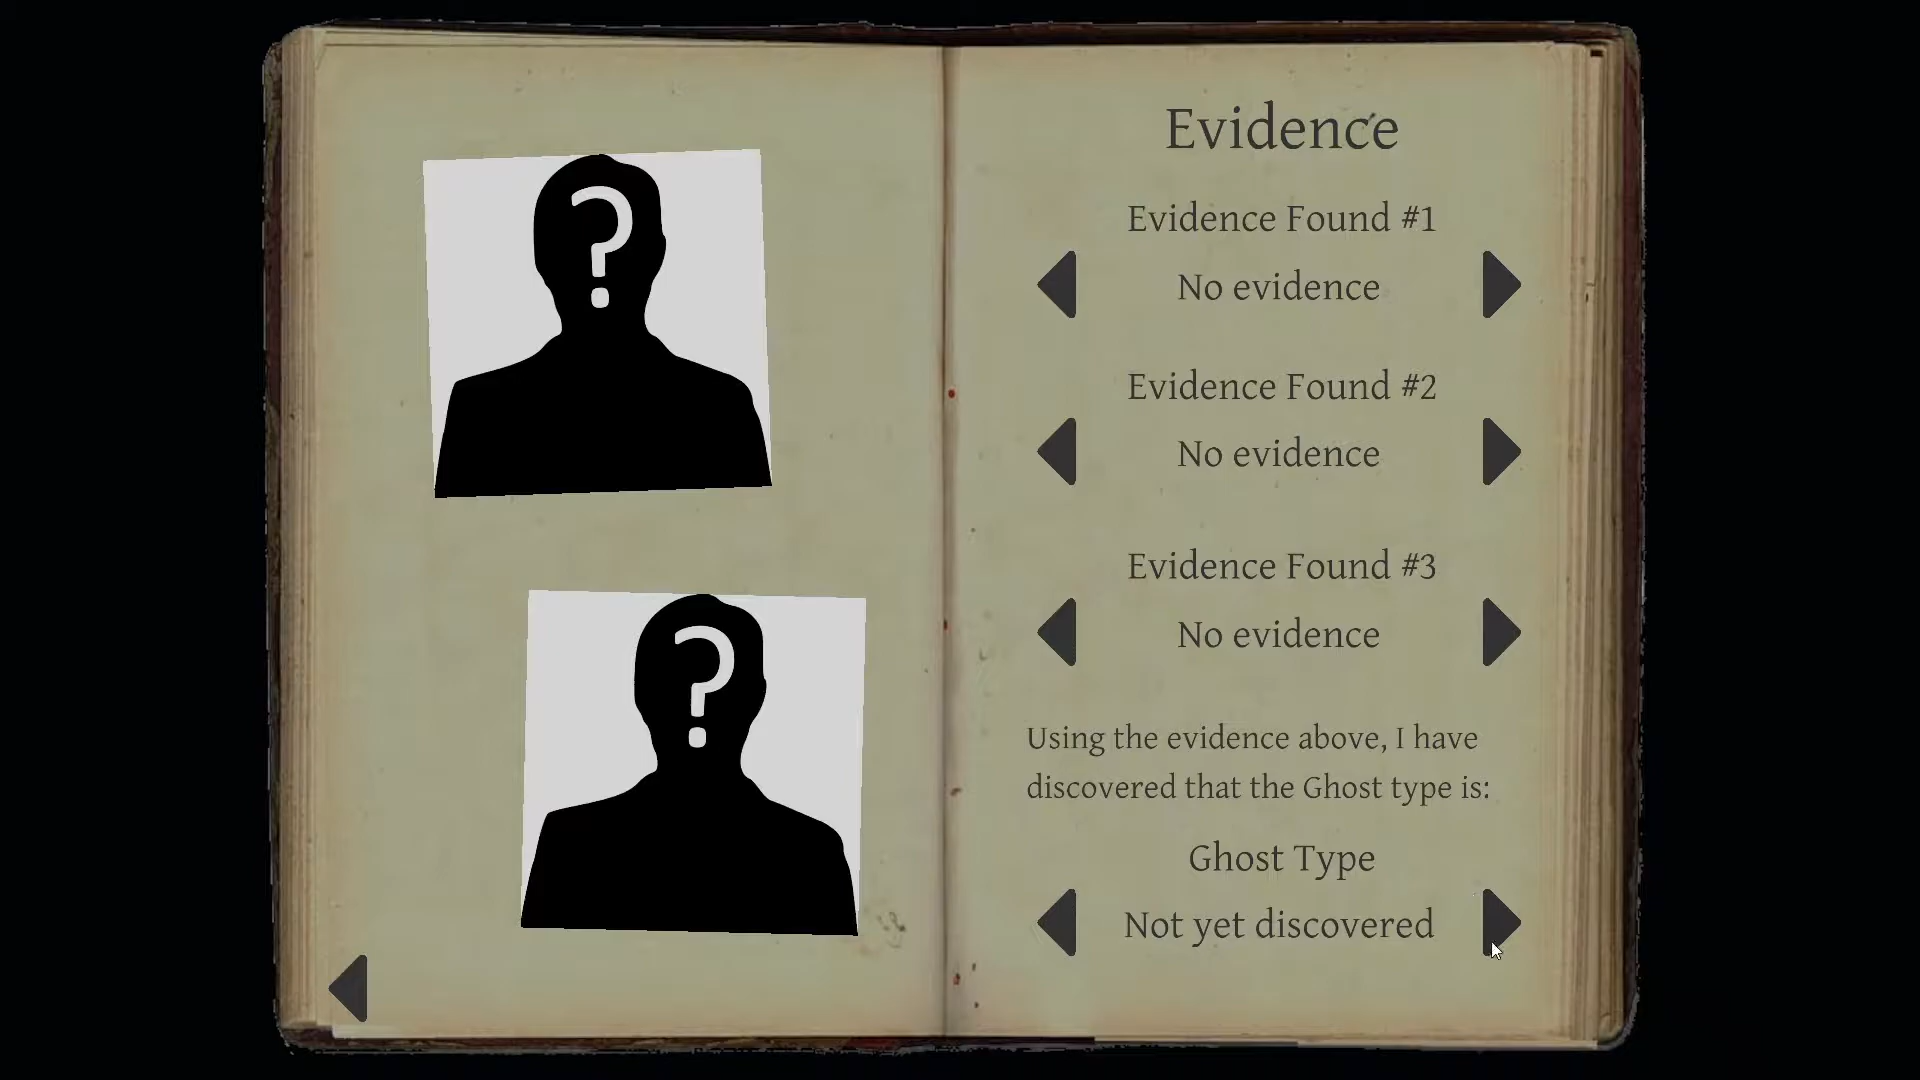 ?
?
Evidence
Evidence Found #1
No evidence
Evidence Found #2
No evidence
Evidence Found #3
No evidence
Using the evidence above, I have
discovered that the Ghost type is:
Ghost Type
Not yet discovered